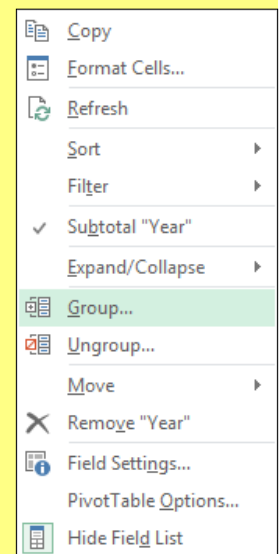 Copy
Format Cells...
Refresh
Sort
Filter
Subtotal "Year"
Expand/Collapse
Group...
Ungroup...
Move
Remove "Year"
Field Settings...
PivotTable Options...
Hide Field List